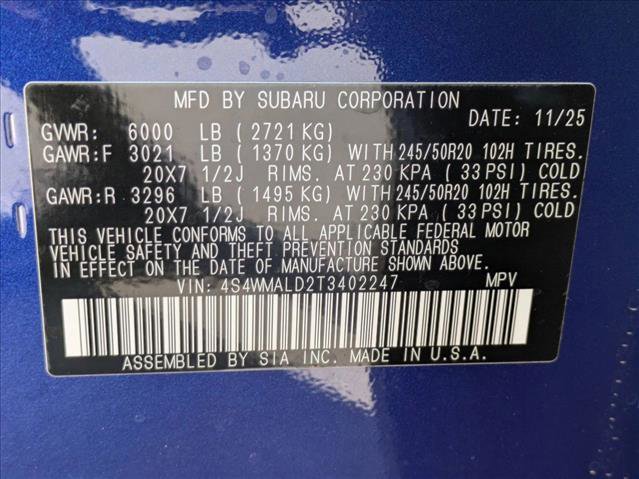 MFD BY SUBARU CORPORATION
DATE: 11/25
GVWR: 6000 LB (2721 KG)
GAWR:F 3021 LB (1370 KG) WITH 245/50R20 102H TIRES.
20X7 1/2J RIMS. AT 230 KPA (33 PSI) COLD
GAWR:R 3296 LB (1495 KG) WITH 245/50R20 102H TIRES.
20X7 1/2J RIMS. AT 230 KPA (33 PSI) COLD
THIS VEHICLE CONFORMS TO ALL APPLICABLE FEDERAL MOTOR
VEHICLE SAFETY AND THEFT PREVENTION STANDARDS
IN EFFECT ON THE DATE OF MANUFACTURE SHOWN ABOVE.
VIN: 4S4WMALD2T3402247 MPV
ASSEMBLED BY SIA INC. MADE IN U.S.A.